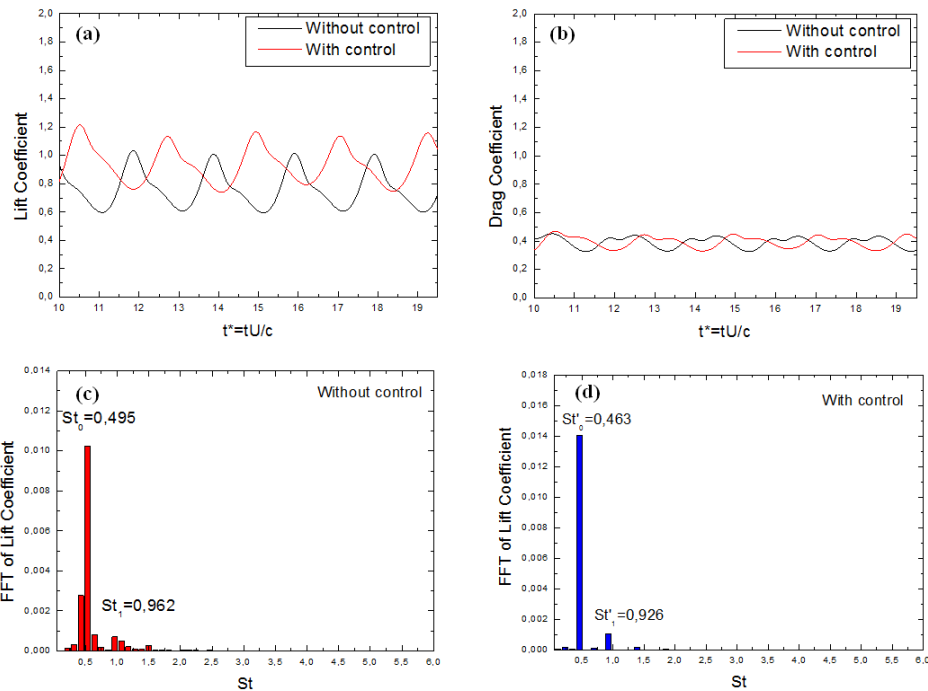 (a)
Without control
With control
Lift Coefficient
2,0
1,8
1,6
1,4
1,2
1,0
0,8
0,6
0,4
0,2
0,0
10 11 12 13 14 15 16 17 18 19
t*=tU/c
(b)
Without control
With control
Drag Coefficient
2,0
1,8
1,6
1,4
1,2
1,0
0,8
0,6
0,4
0,2
0,0
10 11 12 13 14 15 16 17 18 19
t*=tU/c
(c)
Without control
St0=0,495
St1=0,962
FFT of Lift Coefficient
0,014
0,012
0,010
0,008
0,006
0,004
0,002
0,000
0,5 1,0 1,5 2,0 2,5 3,0 3,5 4,0 4,5 5,0 5,5 6,0
St
(d)
With control
St'0=0,463
St'1=0,926
FFT of Lift Coefficient
0,018
0,016
0,014
0,012
0,010
0,008
0,006
0,004
0,002
0,000
0,5 1,0 1,5 2,0 2,5 3,0 3,5 4,0 4,5 5,0 5,5 6,0
St